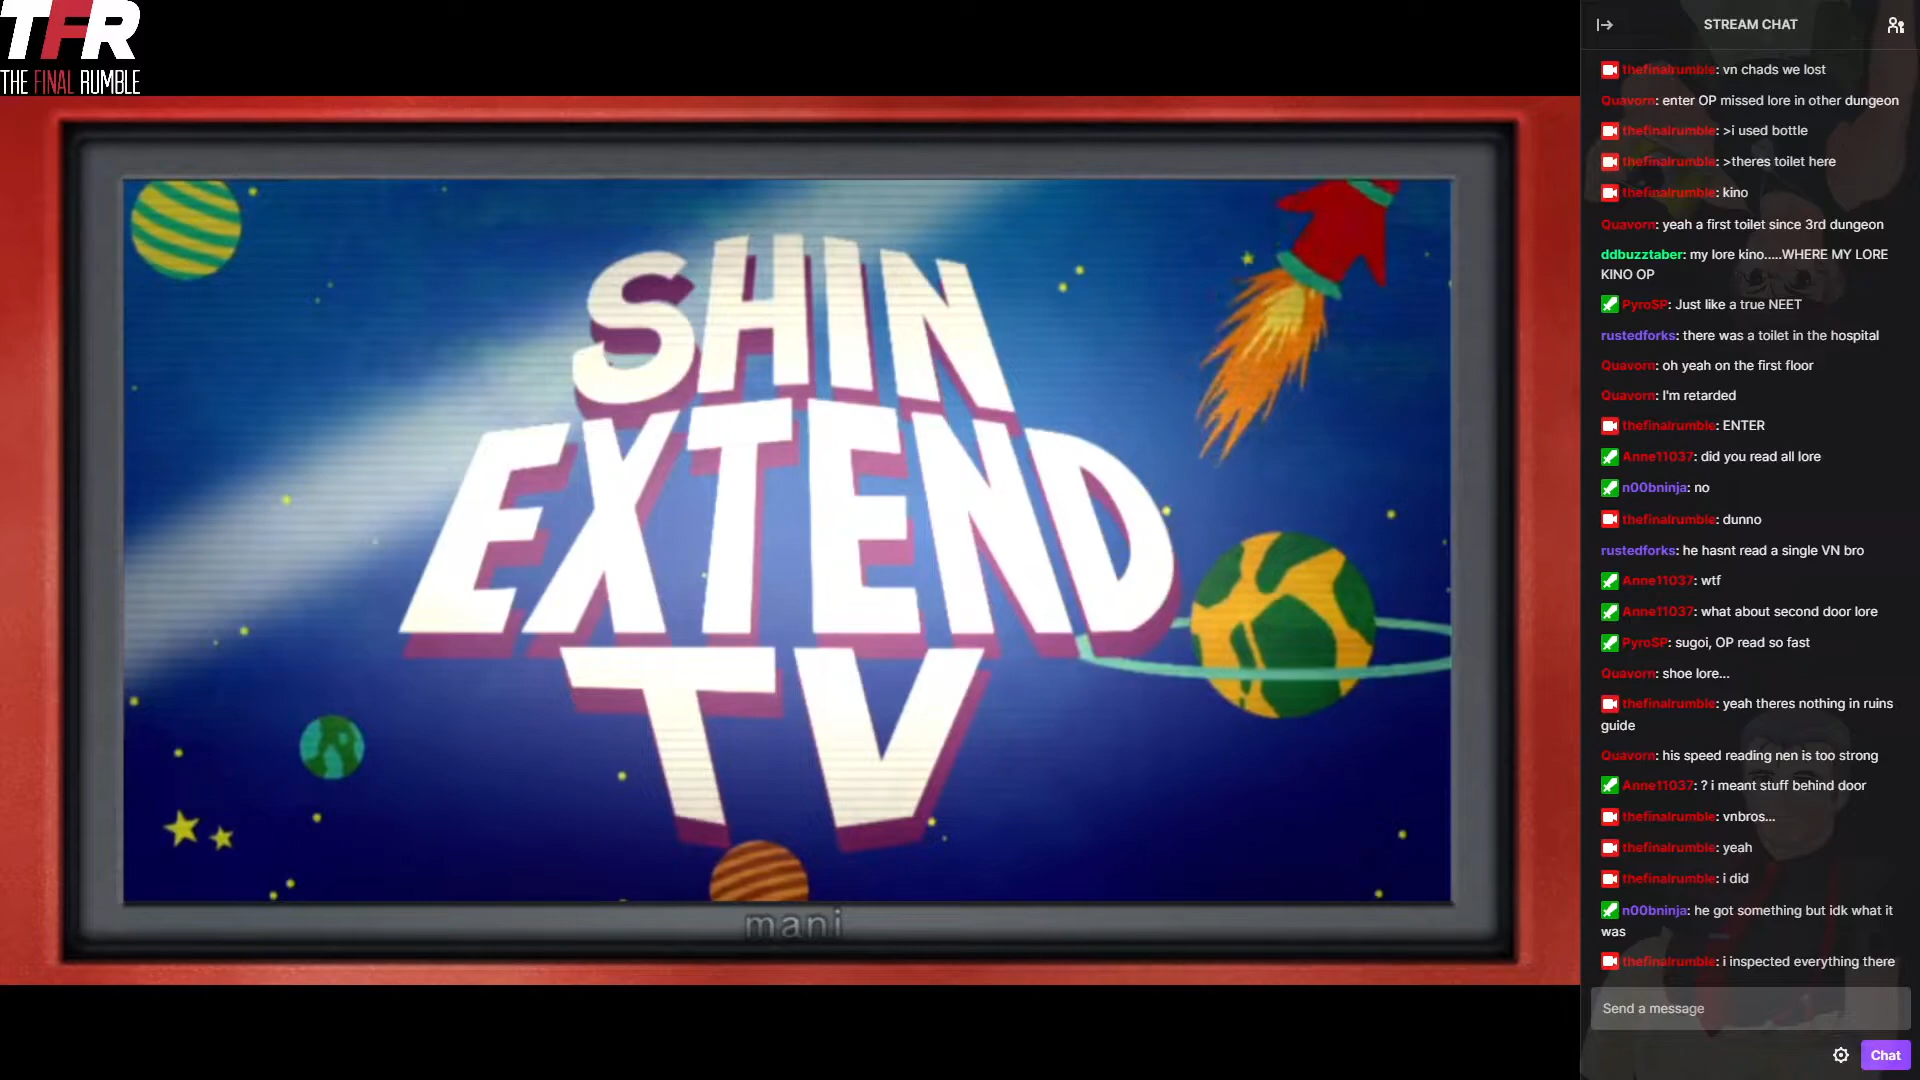 TFR
THE FINAL RUMBLE
SHIN
EXTEND
TV
mani
STREAM CHAT
thefinalrumble: vn chads we lost
Quavorn: enter OP missed lore in other dungeon
thefinalrumble: >i used bottle
thefinalrumble: >theres toilet here
thefinalrumble: kino
Quavorn: yeah a first toilet since 3rd dungeon
ddbuzztaber: my lore kino.....WHERE MY LORE
KINO OP
PyroSP: Just like a true NEET
rustedforks: there was a toilet in the hospital
Quavorn: oh yeah on the first floor
Quavorn: I'm retarded
thefinalrumble: ENTER
Anne11037: did you read all lore
n00bninja: no
thefinalrumble: dunno
rustedforks: he hasnt read a single VN bro
Anne11037: wtf
Anne11037: what about second door lore
PyroSP: sugoi, OP read so fast
Quavorn: shoe lore...
thefinalrumble: yeah theres nothing in ruins
guide
Quavorn: his speed reading nen is too strong
Anne11037: ? i meant stuff behind door
thefinalrumble: vnbros...
thefinalrumble: yeah
thefinalrumble: i did
n00bninja: he got something but idk what it
was
thefinalrumble: i inspected everything there
Send a message
Chat